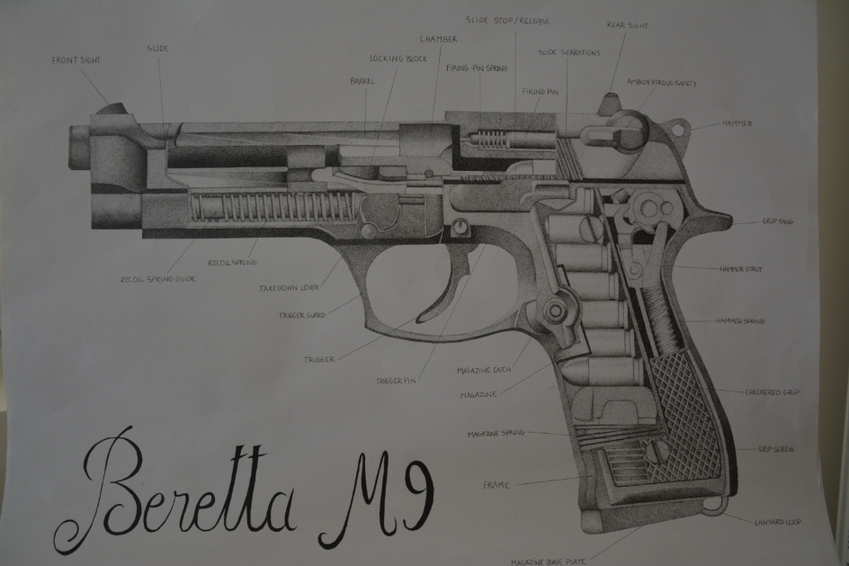 SLIDE STOP/RELEASE
REAR SIGHT
CHAMBER
SLIDE
SLIDE SERRATIONS
FRONT SIGHT
LOCKING BLOCK
FIRING PIN SPRING
BARREL
AMBIDEXTROUS SAFETY
FIRING PIN
HAMMER
GRIP TANG
RECOIL SPRING
HAMMER STRUT
RECOIL SPRING GUIDE
TAKEDOWN LEVER
TRIGGER GUARD
HAMMER SPRING
TRIGGER
MAGAZINE CATCH
TRIGGER PIN
MAGAZINE
CHECKERED GRIP
MAGAZINE SPRING
GRIP SCREW
FRAME
Beretta M9
LANYARD LOOP
MAGAZINE BASE PLATE